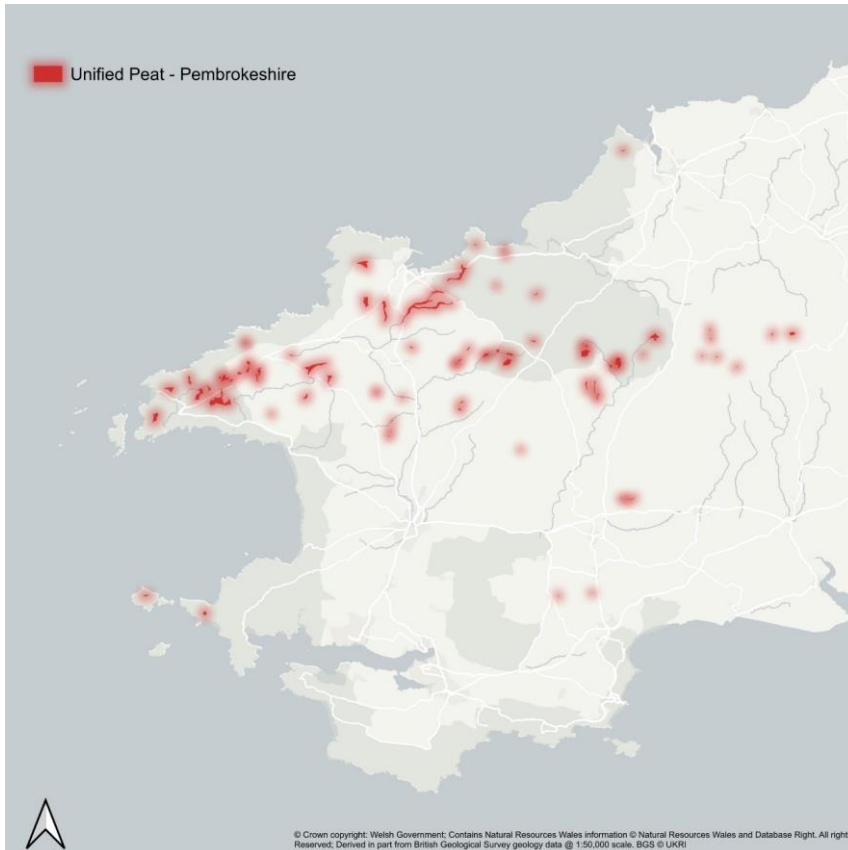 Unified Peat - Pembrokeshire
© Crown copyright: Welsh Government; Contains Natural Resources Wales information © Natural Resources Wales and Database Right. All right
Reserved; Derived in part from British Geological Survey geology data @ 1:50,000 scale. BGS © UKRI